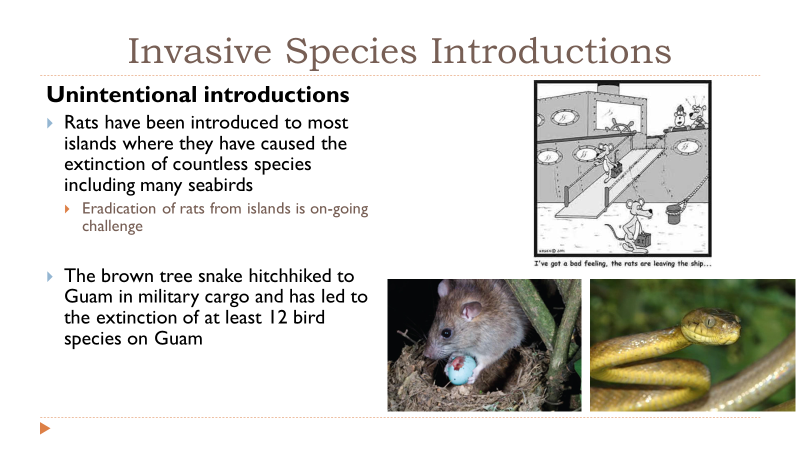 Invasive Species Introductions
Unintentional introductions
Rats have been introduced to most
islands where they have caused the
extinction of countless species
including many seabirds
Eradication of rats from islands is on-going
challenge
The brown tree snake hitchhiked to
Guam in military cargo and has led to
the extinction of at least 12 bird
species on Guam
I've got a bad feeling, the rats are leaving the ship...